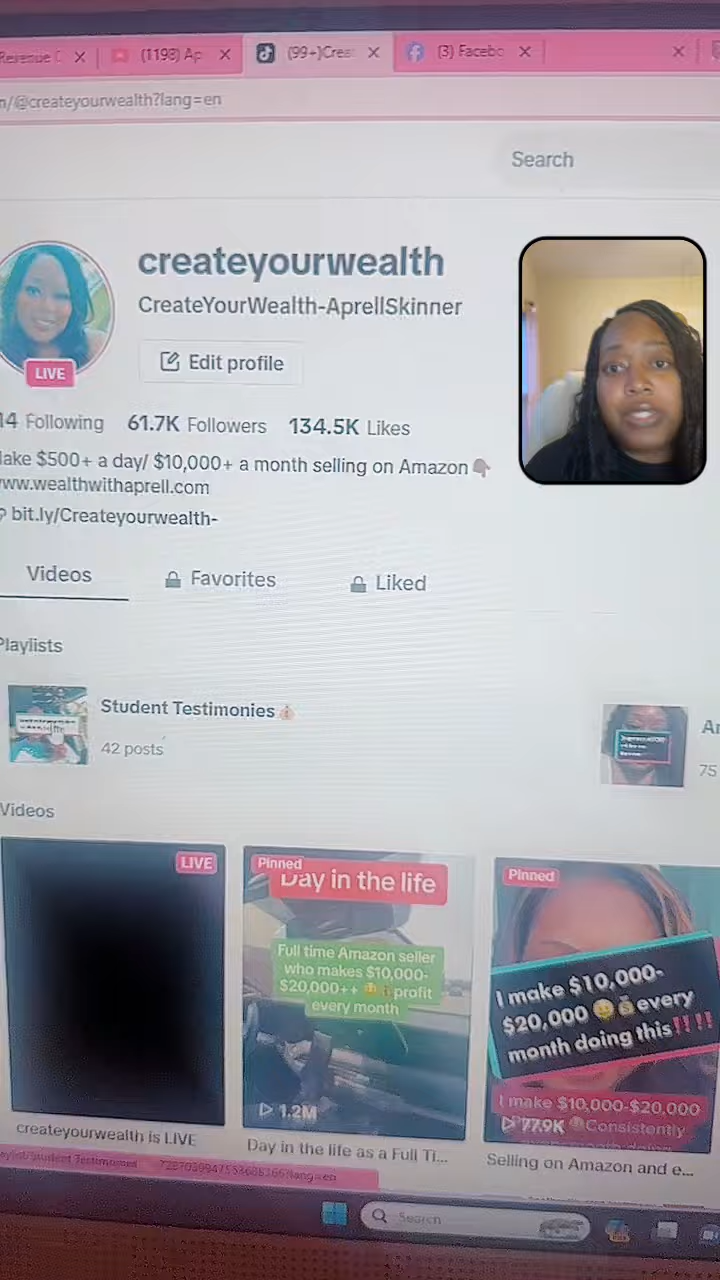 Revenue C
(1198) Ap
(99+)Crea
(3) Facebo
n/@createyourwealth?lang=en
Search
createyourwealth
CreateYourWealth-AprellSkinner
LIVE
Edit profile
14 Following 61.7K Followers 134.5K Likes
lake $500+ a day/ $10,000+ a month selling on Amazon
www.wealthwithaprell.com
bit.ly/Createyourwealth-
Videos
Favorites
Liked
Playlists
Student Testimonies
42 posts
75
Videos
LIVE
createyourwealth is LIVE
Pinned
Day in the life
Full time Amazon seller
who makes $10,000-
$20,000++ profit
every month
1.2M
Day in the life as a Full Ti...
Pinned
I make $10,000-
$20,000 every
month doing this!!!!
I make $10,000-$20,000
77.9K Consistently
Selling on Amazon and e...
Search